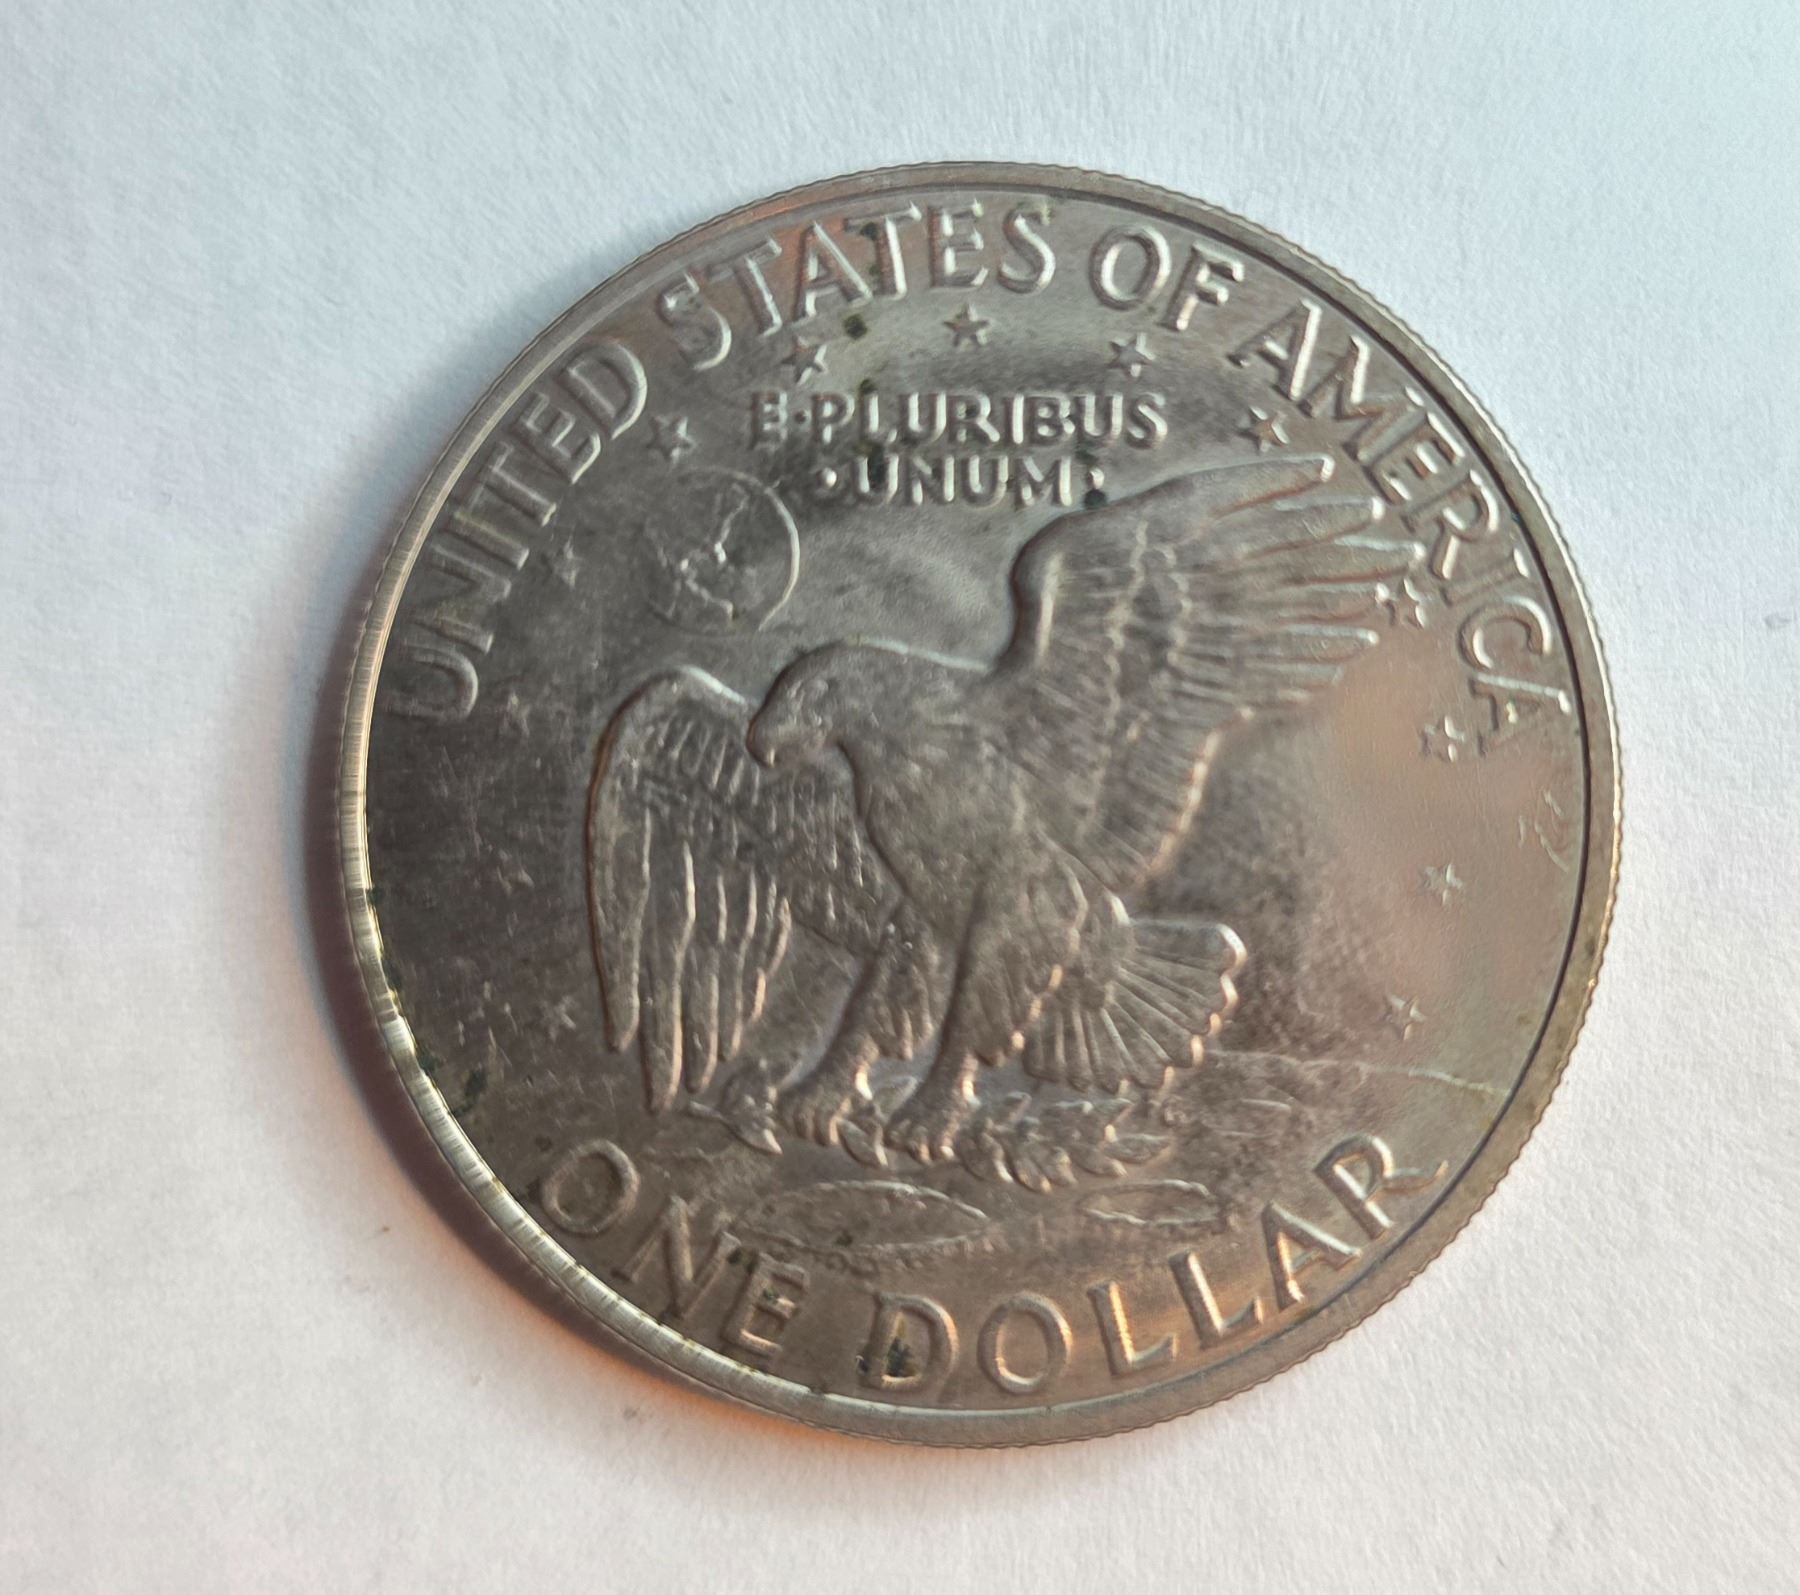 UNITED STATES OF AMERICA
E·PLURIBUS
·UNUM·
ONE DOLLAR